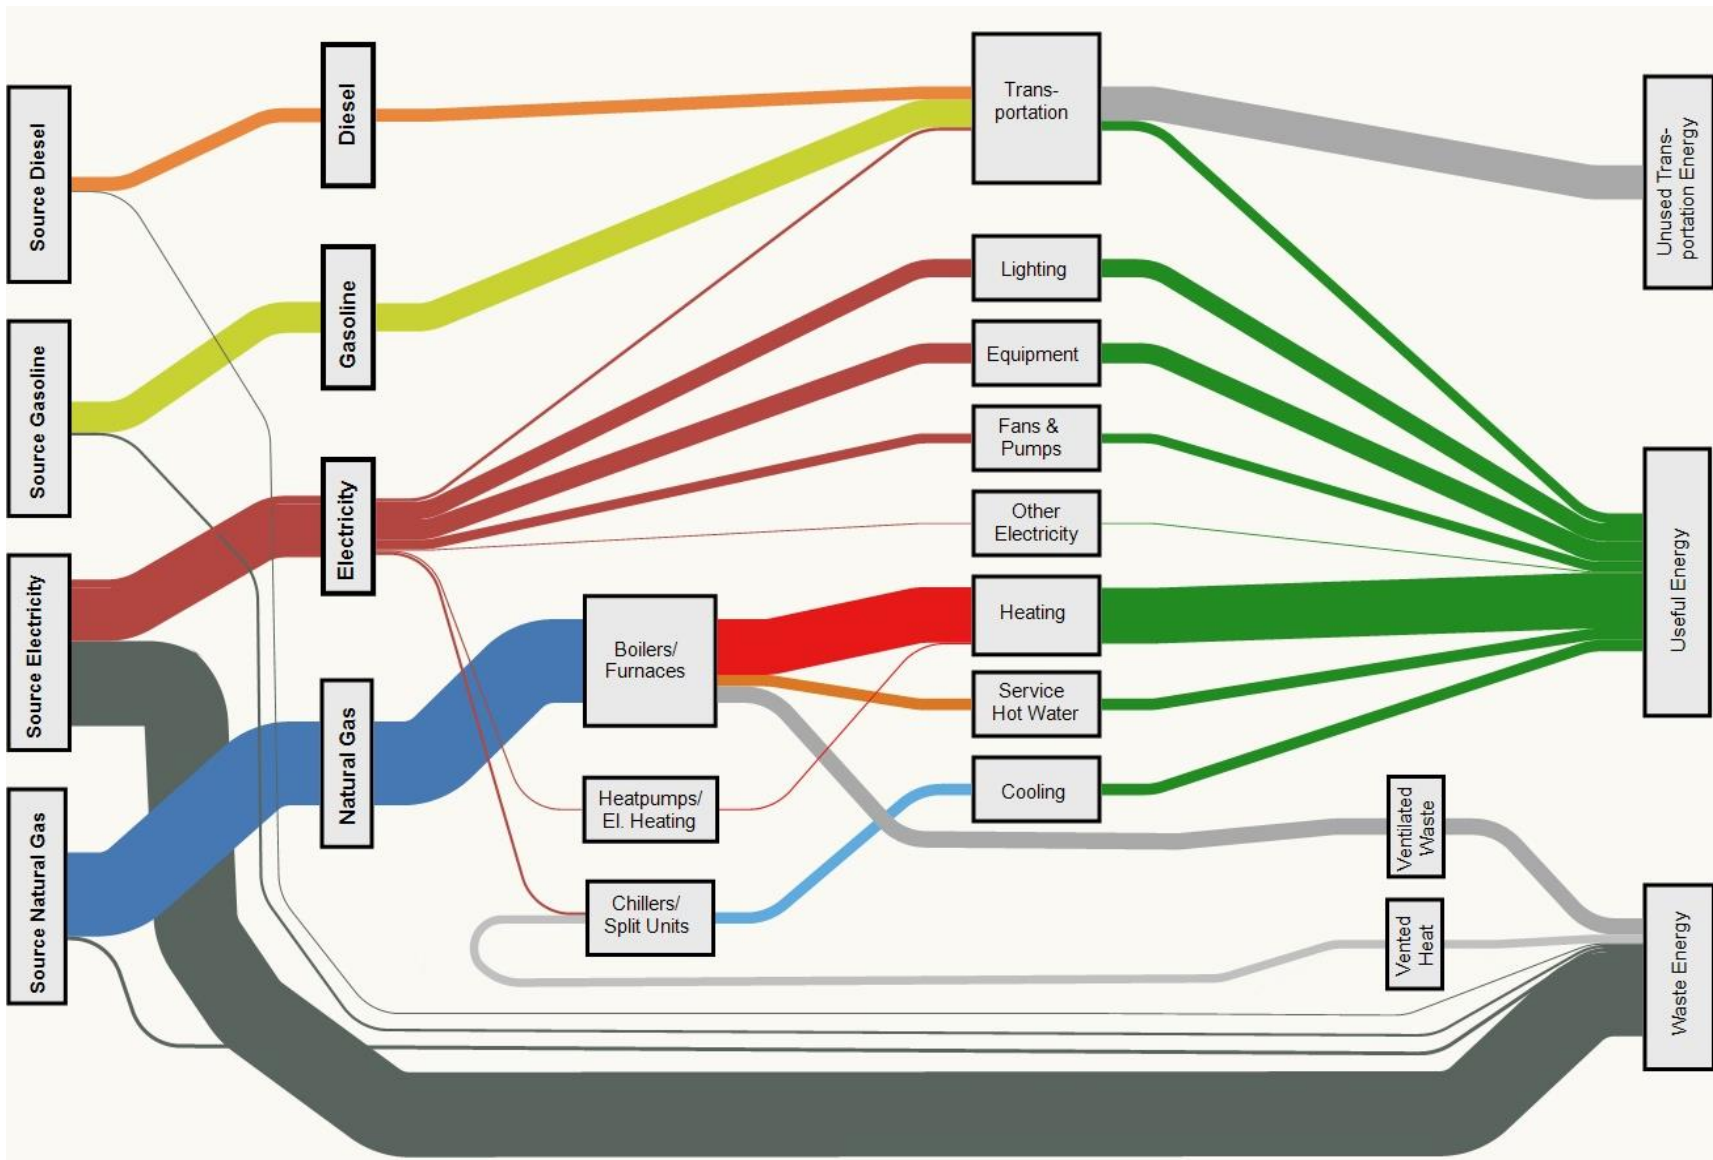 Source Diesel
Source Gasoline
Source Electricity
Source Natural Gas
Diesel
Gasoline
Electricity
Natural Gas
Boilers/
Furnaces
Heatpumps/
El. Heating
Chillers/
Split Units
Trans-
portation
Lighting
Equipment
Fans &
Pumps
Other
Electricity
Heating
Service
Hot Water
Cooling
Ventilated
Waste
Vented
Heat
Unused Trans-
portation Energy
Useful Energy
Waste Energy